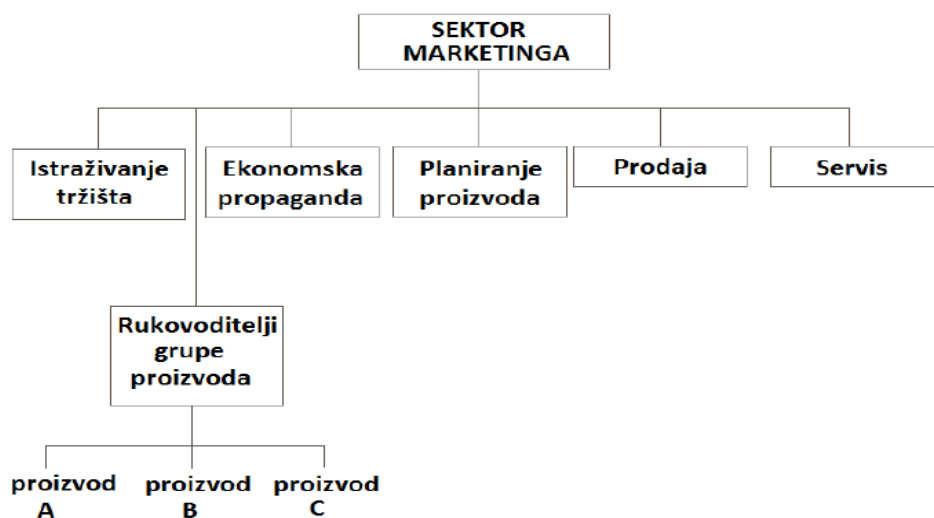 SEKTOR
MARKETINGA
Istraživanje
tržišta
Ekonomska
propaganda
Planiranje
proizvoda
Prodaja
Servis
Rukovoditelji
grupe
proizvoda
proizvod
A
proizvod
B
proizvod
C